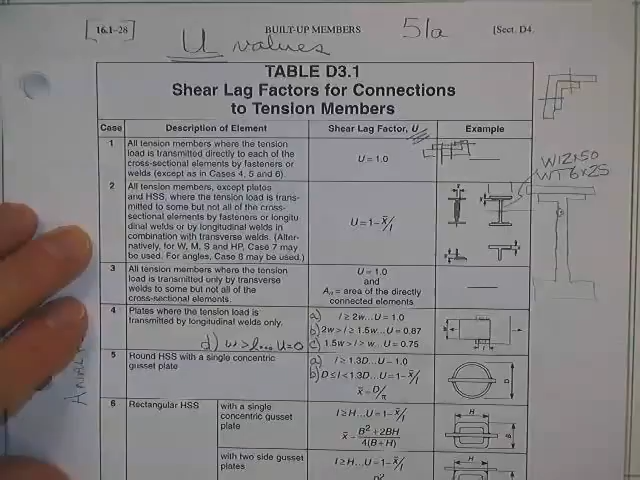 [16.1–28
BUILT-UP MEMBERS
51a
[Sect. D4.
U values
TABLE D3.1
Shear Lag Factors for Connections
to Tension Members
Case
Description of Element
Shear Lag Factor, U
Example
1
All tension members where the tension
load is transmitted directly to each of the
cross-sectional elements by fasteners or
welds (except as in Cases 4, 5 and 6).
U = 1.0
W12x50
WT6x25
2
All tension members, except plates
and HSS, where the tension load is trans-
mitted to some but not all of the cross-
sectional elements by fasteners or longitu
dinal welds or by longitudinal welds in
combination with transverse welds. (Alter-
natively, for W, M, S and HP, Case 7 may
be used. For angles, Case 8 may be used.)
U = 1– x̄/l
3
All tension members where the tension
load is transmitted only by transverse
welds to some but not all of the
cross-sectional elements.
U = 1.0
and
Aₙ = area of the directly
connected elements
4
Plates where the tension load is
transmitted by longitudinal welds only.
a) l ≥ 2w...U = 1.0
b) 2w > l ≥ 1.5w...U = 0.87
c) 1.5w > l ≥ w...U = 0.75
d) w > l... U=0
5
Round HSS with a single concentric
gusset plate
a) l ≥ 1.3D...U = 1.0
b) D ≤ l < 1.3D...U = 1– x̄/l
x̄ = D/π
D
6
Rectangular HSS
with a single
concentric gusset
plate
l ≥ H...U = 1– x̄/l
x̄ = B² + 2BH / 4(B + H)
H
B
with two side gusset
plates
l ≥ H...U = 1– x̄/l
H